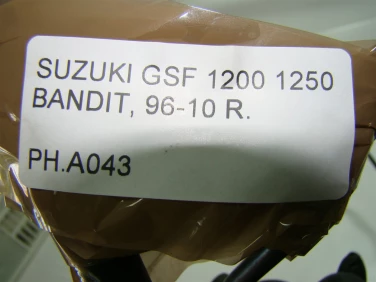 SUZUKI GSF 1200 1250
BANDIT, 96-10 R.
PH.A043